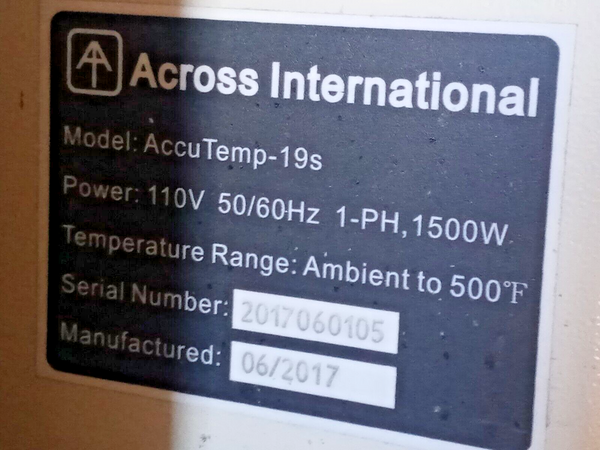 Across International
Model: AccuTemp-19s
Power: 110V 50/60Hz 1-PH,1500W
Temperature Range: Ambient to 500℉
Serial Number: 2017060105
Manufactured: 06/2017